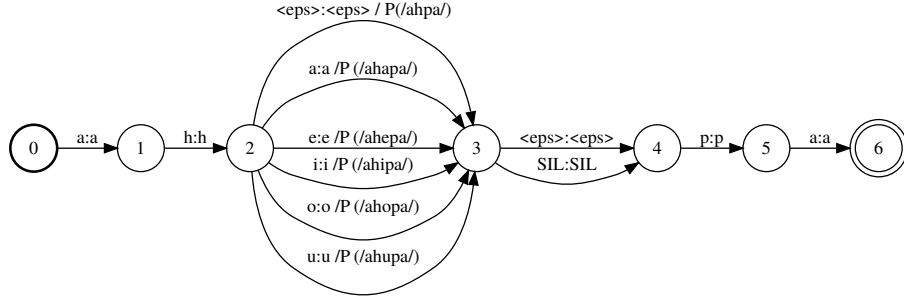 <eps>:<eps> / P(/ahpa/)
a:a /P (/ahapa/)
0 a:a 1 h:h 2 e:e /P (/ahepa/) 3 <eps>:<eps> 4 p:p 5 a:a 6
i:i /P (/ahipa/) SIL:SIL
o:o /P (/ahopa/)
u:u /P (/ahupa/)